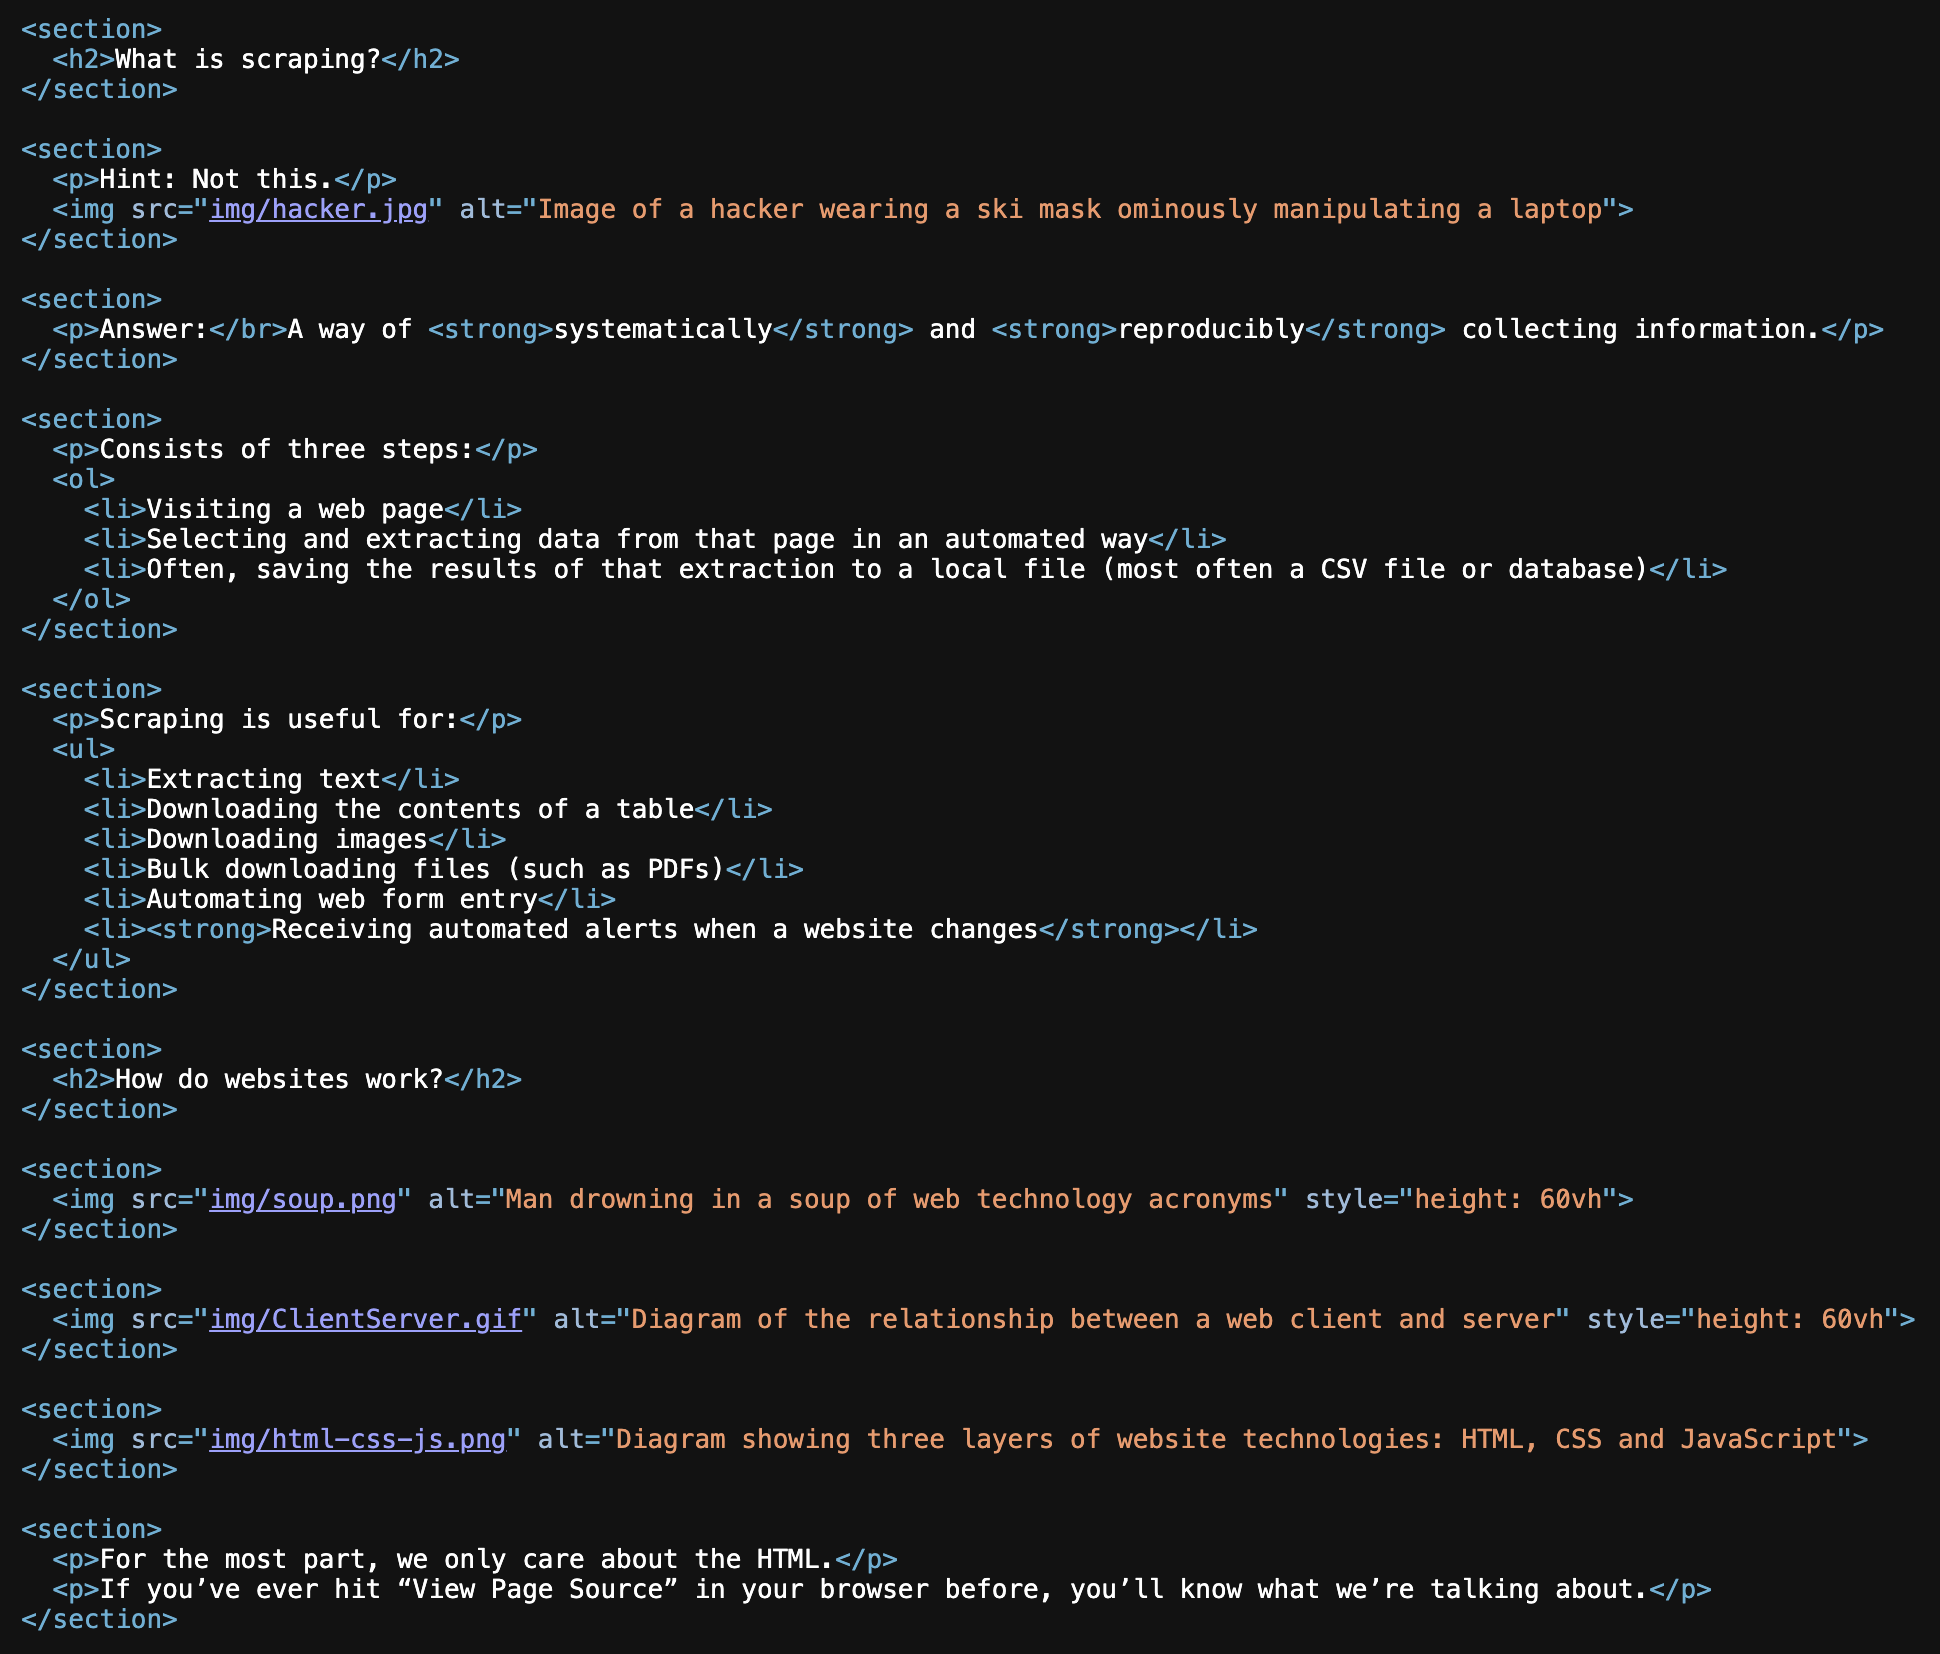 <section>
<h2>What is scraping?</h2>
</section>
<section>
<p>Hint: Not this.</p>
<img src="img/hacker.jpg" alt="Image of a hacker wearing a ski mask ominously manipulating a laptop">
</section>
<section>
<p>Answer:</br>A way of <strong>systematically</strong> and <strong>reproducibly</strong> collecting information.</p>
</section>
<section>
<p>Consists of three steps:</p>
<ol>
<li>Visiting a web page</li>
<li>Selecting and extracting data from that page in an automated way</li>
<li>Often, saving the results of that extraction to a local file (most often a CSV file or database)</li>
</ol>
</section>
<section>
<p>Scraping is useful for:</p>
<ul>
<li>Extracting text</li>
<li>Downloading the contents of a table</li>
<li>Downloading images</li>
<li>Bulk downloading files (such as PDFs)</li>
<li>Automating web form entry</li>
<li><strong>Receiving automated alerts when a website changes</strong></li>
</ul>
</section>
<section>
<h2>How do websites work?</h2>
</section>
<section>
<img src="img/soup.png" alt="Man drowning in a soup of web technology acronyms" style="height: 60vh">
</section>
<section>
<img src="img/ClientServer.gif" alt="Diagram of the relationship between a web client and server" style="height: 60vh">
</section>
<section>
<img src="img/html-css-js.png" alt="Diagram showing three layers of website technologies: HTML, CSS and JavaScript">
</section>
<section>
<p>For the most part, we only care about the HTML.</p>
<p>If you’ve ever hit “View Page Source” in your browser before, you’ll know what we’re talking about.</p>
</section>